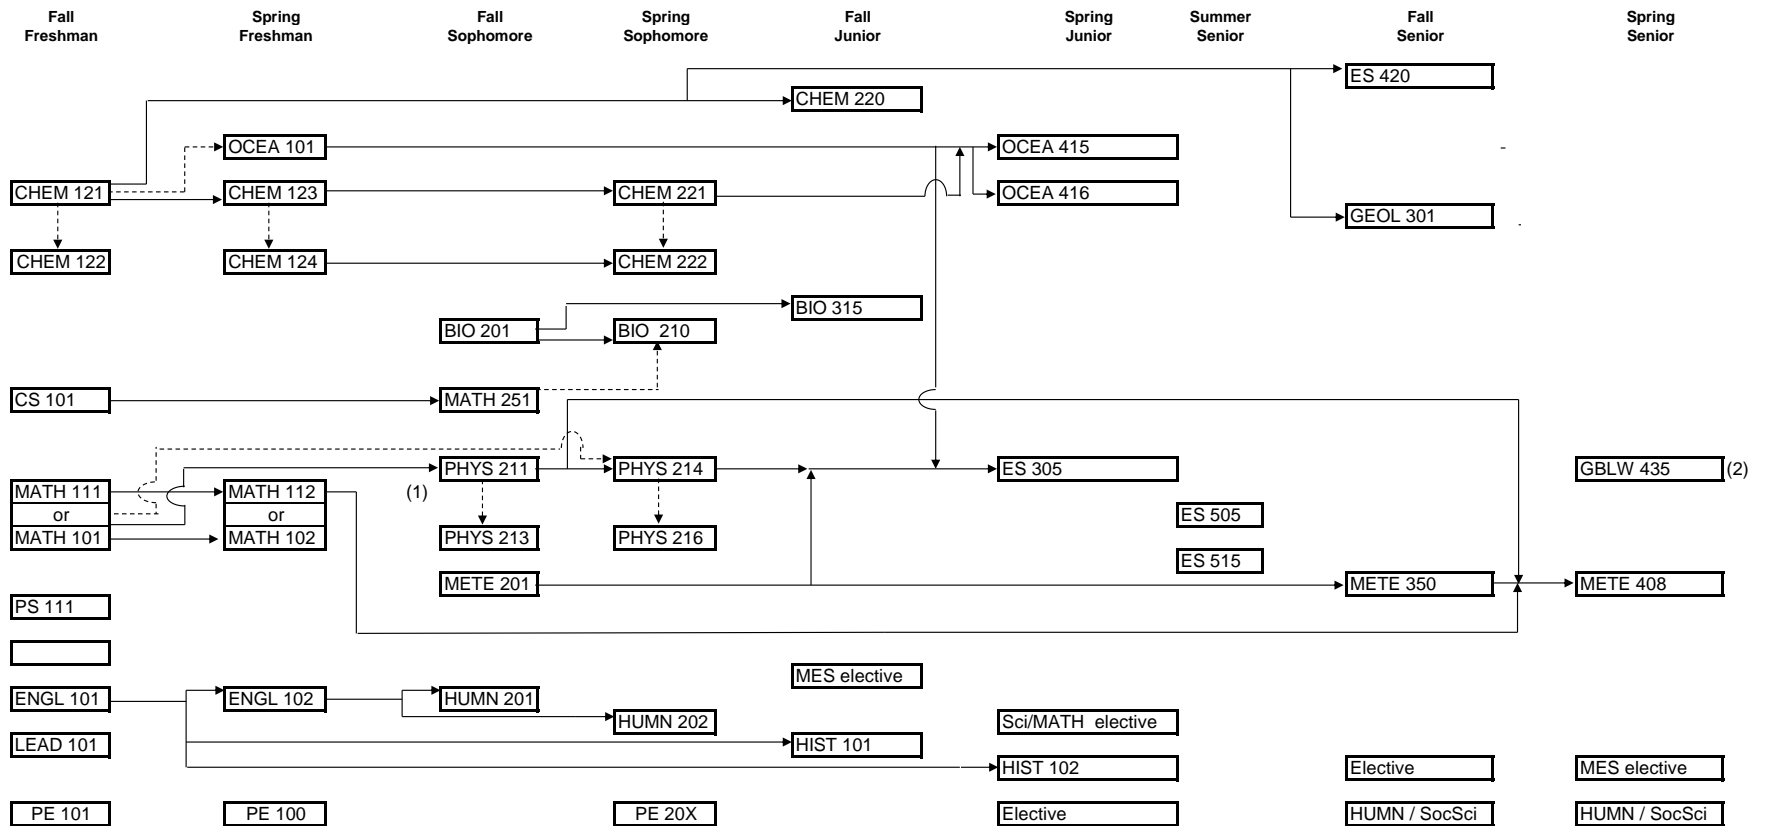 Fall Spring Fall Spring Fall Spring Summer Fall Spring
Freshman Freshman Sophomore Sophomore Junior Junior Senior Senior Senior
ES 420
CHEM 220
OCEA 101 OCEA 415
CHEM 121 CHEM 123 CHEM 221 OCEA 416
GEOL 301
CHEM 122 CHEM 124 CHEM 222
BIO 315
BIO 201 BIO 210
CS 101 MATH 251
PHYS 211 PHYS 214 ES 305 GBLW 435 (2)
MATH 111 MATH 112 (1)
or or ES 505
MATH 101 MATH 102 PHYS 213 PHYS 216
ES 515
METE 201 METE 350 METE 408
PS 111
MES elective
ENGL 101 ENGL 102 HUMN 201
HUMN 202 Sci/MATH elective
LEAD 101 HIST 101
HIST 102 Elective MES elective
PE 101 PE 100 PE 20X Elective HUMN / SocSci HUMN / SocSci